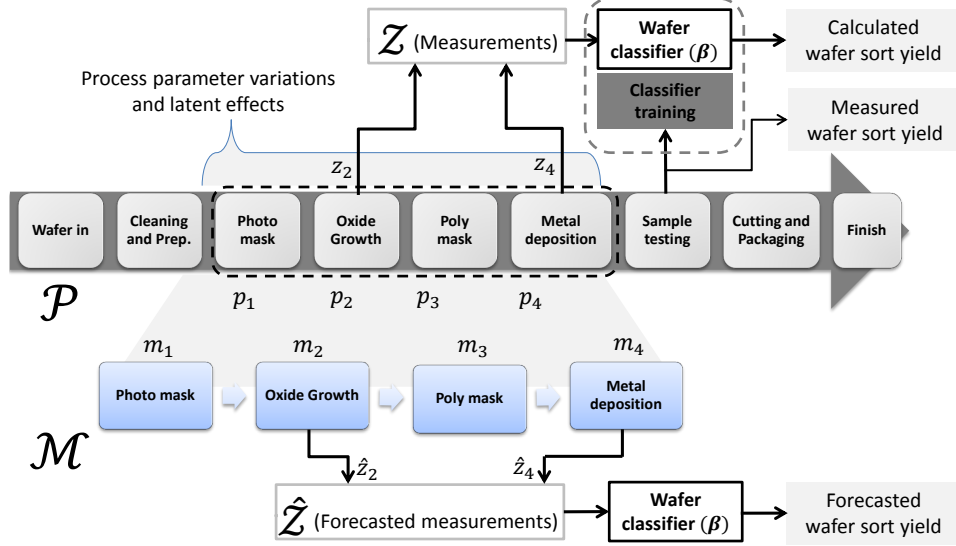 𝒵 (Measurements)
Wafer
classifier (β)
Calculated
wafer sort yield
Process parameter variations
and latent effects
Classifier
training
Measured
wafer sort yield
z₂
z₄
Wafer in
Cleaning
and Prep.
Photo
mask
Oxide
Growth
Poly
mask
Metal
deposition
Sample
testing
Cutting and
Packaging
Finish
𝒫
p₁
p₂
p₃
p₄
m₁
m₂
m₃
m₄
Photo mask
Oxide Growth
Poly mask
Metal
deposition
ℳ
ẑ₂
ẑ₄
𝒵̂ (Forecasted measurements)
Wafer
classifier (β)
Forecasted
wafer sort yield